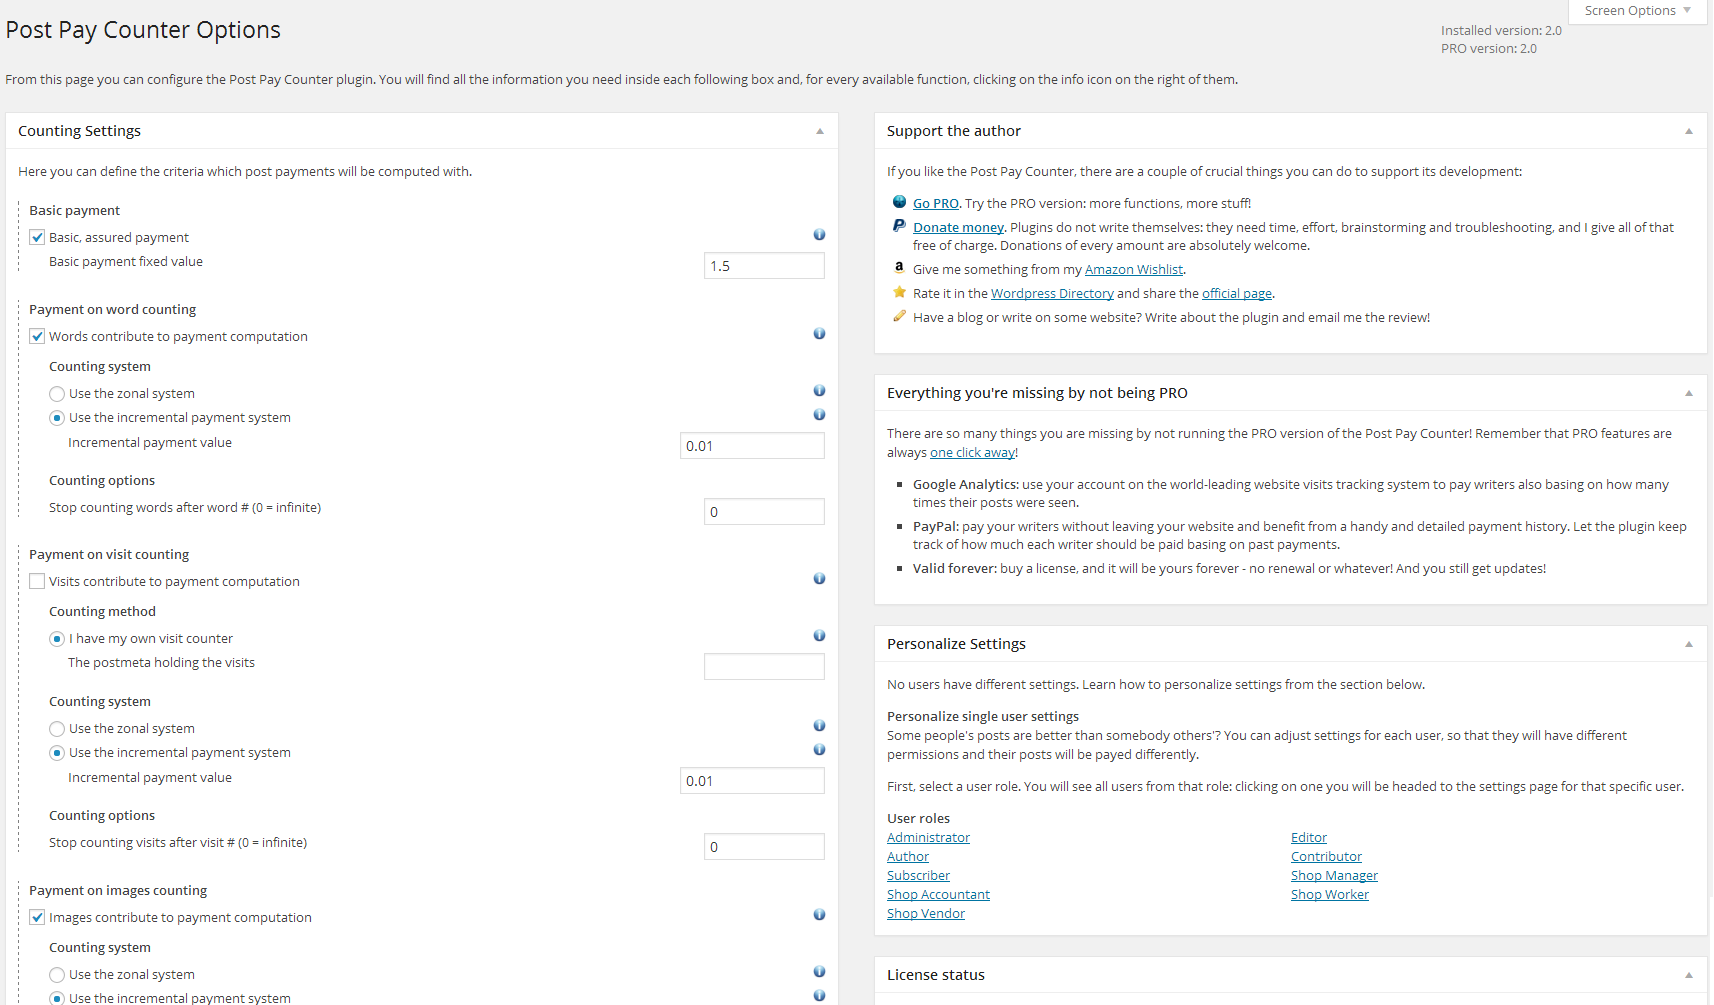 Screen Options
Post Pay Counter Options
Installed version: 2.0
PRO version: 2.0
From this page you can configure the Post Pay Counter plugin. You will find all the information you need inside each following box and, for every available function, clicking on the info icon on the right of them.
Counting Settings
Here you can define the criteria which post payments will be computed with.
Basic payment
Basic, assured payment
Basic payment fixed value
1.5
Payment on word counting
Words contribute to payment computation
Counting system
Use the zonal system
Use the incremental payment system
Incremental payment value
0.01
Counting options
Stop counting words after word # (0 = infinite)
0
Payment on visit counting
Visits contribute to payment computation
Counting method
I have my own visit counter
The postmeta holding the visits
Counting system
Use the zonal system
Use the incremental payment system
Incremental payment value
0.01
Counting options
Stop counting visits after visit # (0 = infinite)
0
Payment on images counting
Images contribute to payment computation
Counting system
Use the zonal system
Use the incremental payment system
Support the author
If you like the Post Pay Counter, there are a couple of crucial things you can do to support its development:
Go PRO. Try the PRO version: more functions, more stuff!
Donate money. Plugins do not write themselves: they need time, effort, brainstorming and troubleshooting, and I give all of that
free of charge. Donations of every amount are absolutely welcome.
Give me something from my Amazon Wishlist.
Rate it in the Wordpress Directory and share the official page.
Have a blog or write on some website? Write about the plugin and email me the review!
Everything you're missing by not being PRO
There are so many things you are missing by not running the PRO version of the Post Pay Counter! Remember that PRO features are
always one click away!
Google Analytics: use your account on the world-leading website visits tracking system to pay writers also basing on how many
times their posts were seen.
PayPal: pay your writers without leaving your website and benefit from a handy and detailed payment history. Let the plugin keep
track of how much each writer should be paid basing on past payments.
Valid forever: buy a license, and it will be yours forever - no renewal or whatever! And you still get updates!
Personalize Settings
No users have different settings. Learn how to personalize settings from the section below.
Personalize single user settings
Some people's posts are better than somebody others'? You can adjust settings for each user, so that they will have different
permissions and their posts will be payed differently.
First, select a user role. You will see all users from that role: clicking on one you will be headed to the settings page for that specific user.
User roles
Administrator
Editor
Author
Contributor
Subscriber
Shop Manager
Shop Accountant
Shop Worker
Shop Vendor
License status